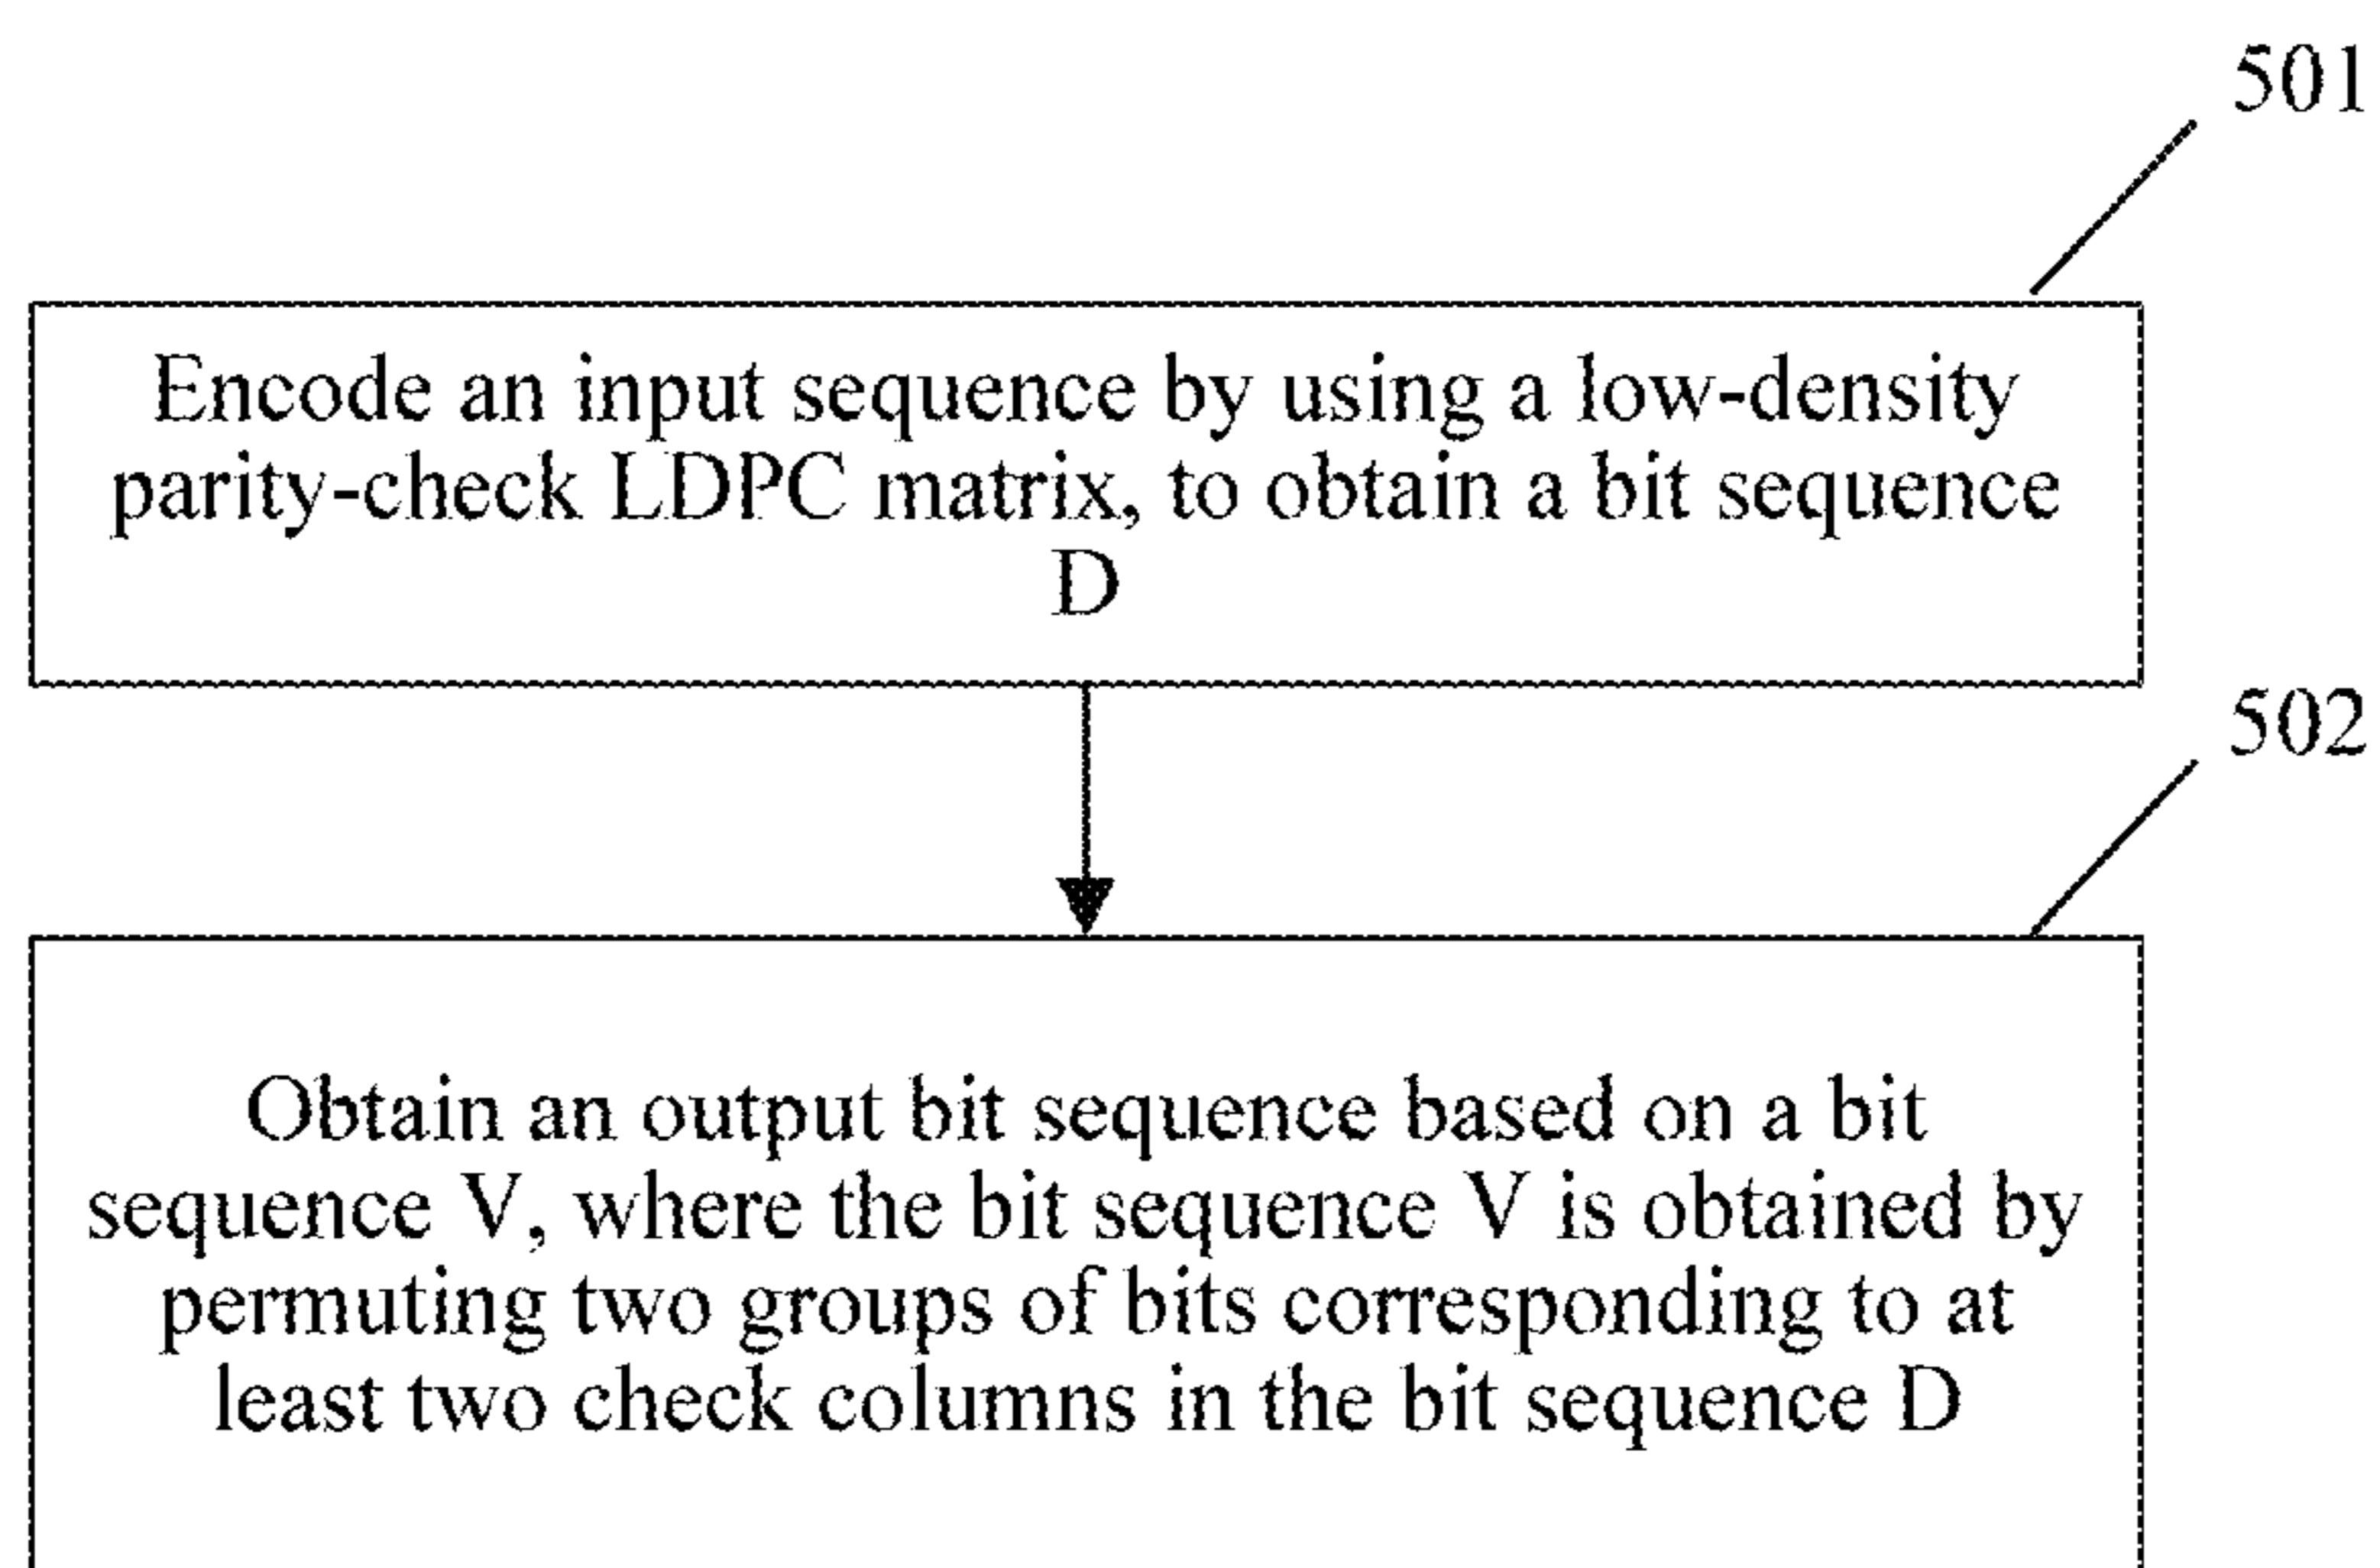 501
Encode an input sequence by using a low-density
parity-check LDPC matrix, to obtain a bit sequence
D
502
Obtain an output bit sequence based on a bit
sequence V, where the bit sequence V is obtained by
permuting two groups of bits corresponding to at
least two check columns in the bit sequence D